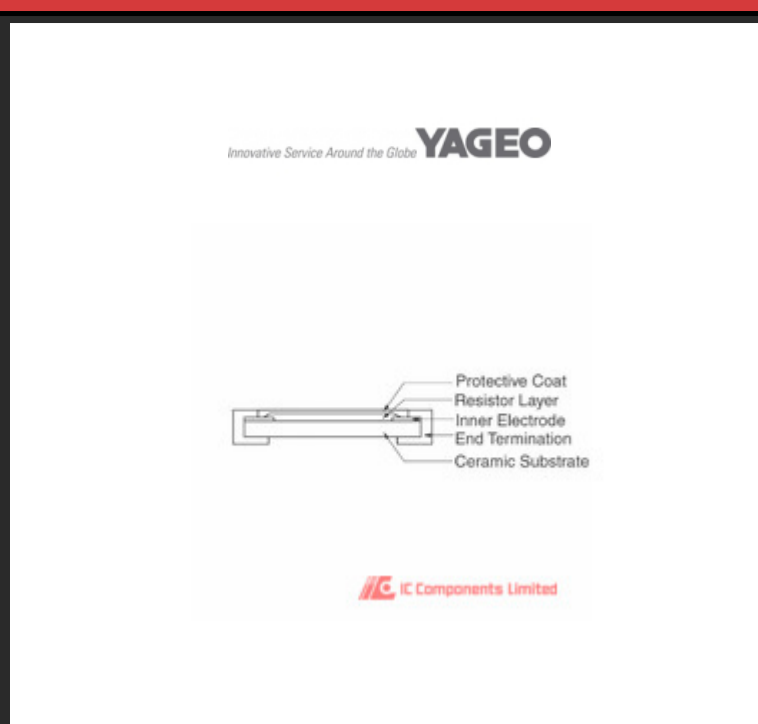 Innovative Service Around the Globe YAGEO
Protective Coat
Resistor Layer
Inner Electrode
End Termination
Ceramic Substrate
IC Components Limited